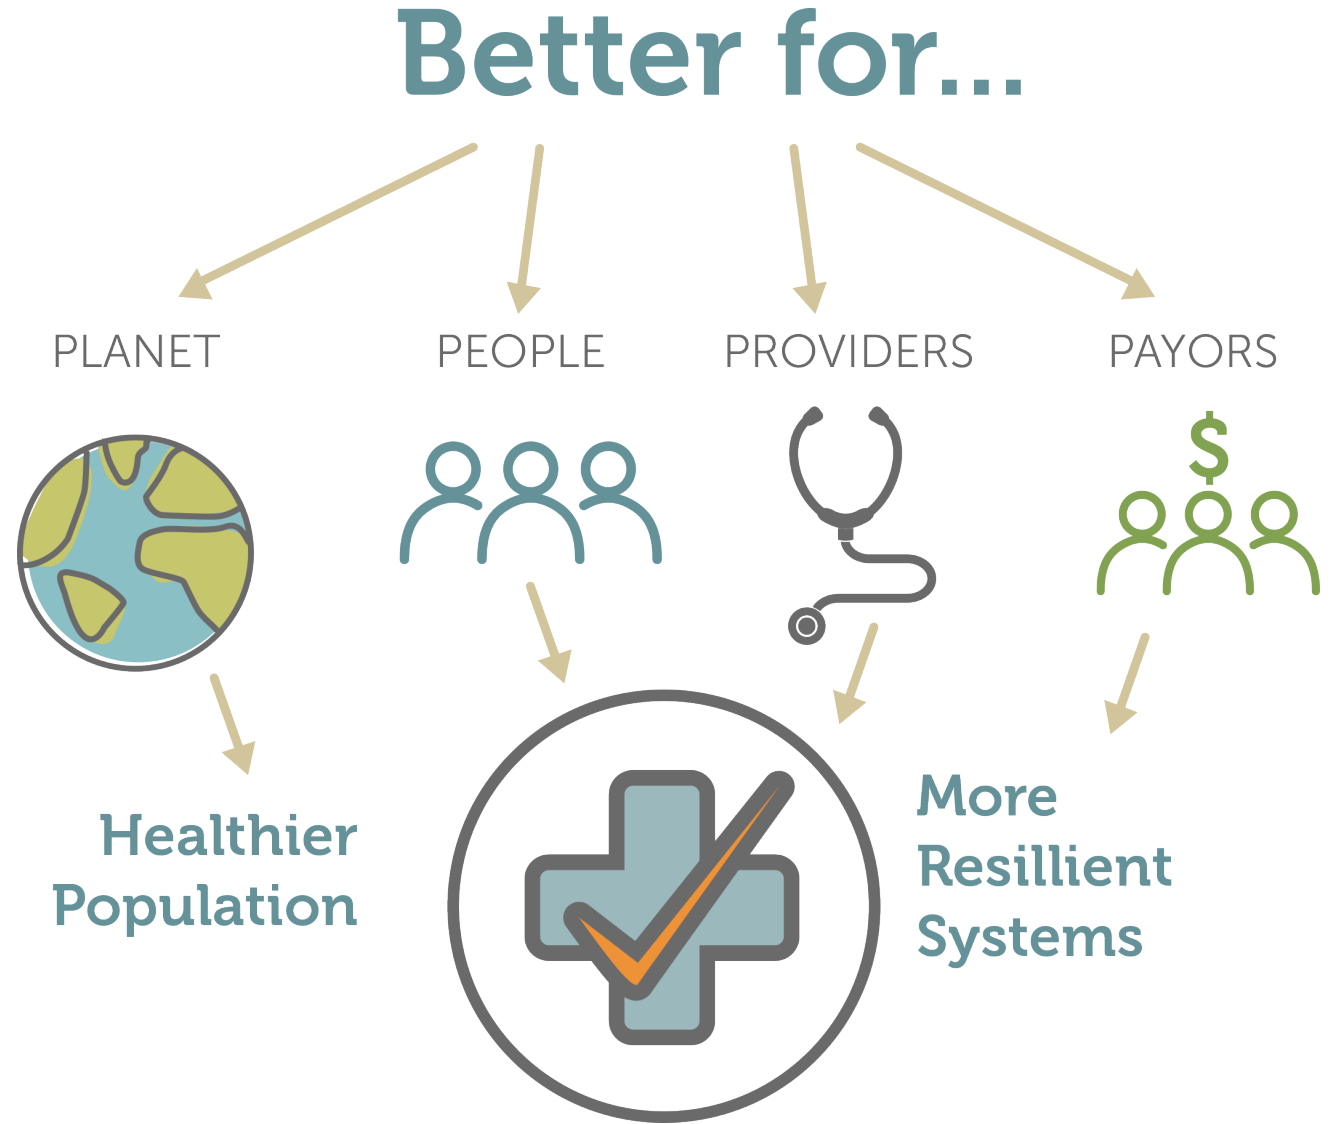 Better for...
PLANET
PEOPLE
PROVIDERS
PAYORS
$
Healthier
Population
More
Resillient
Systems